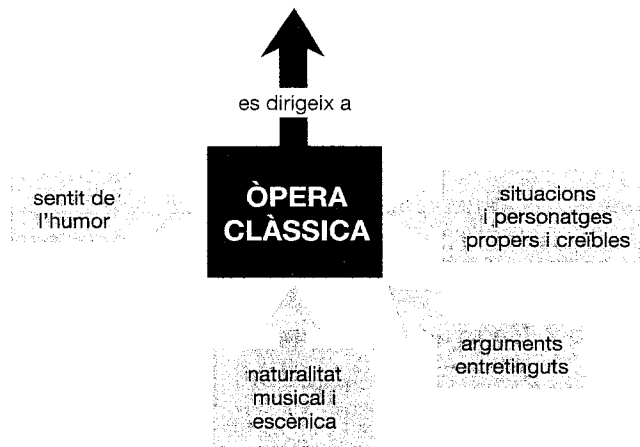 es dirigeix a
ÒPERA
CLÀSSICA
sentit de
l'humor
situacions
i personatges
propers i creïbles
arguments
entretinguts
naturalitat
musical i
escènica